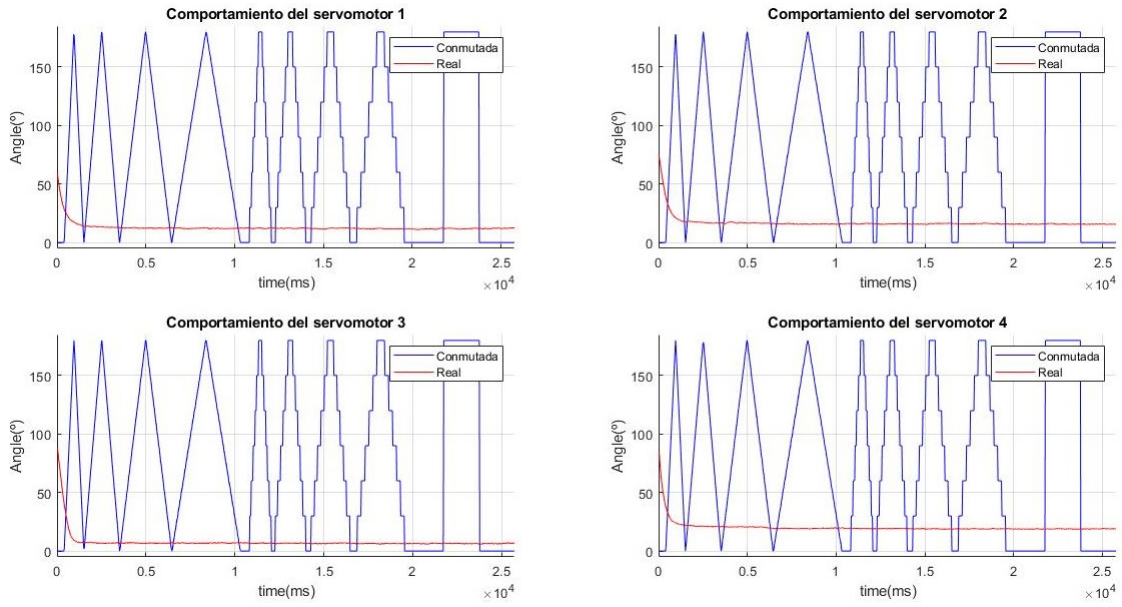 Comportamiento del servomotor 1
Conmutada
Real
150
100
50
0
Angle(º)
0
0.5
1
1.5
2
2.5
×10⁴
time(ms)
Comportamiento del servomotor 2
Conmutada
Real
150
100
50
0
Angle(º)
0
0.5
1
1.5
2
2.5
×10⁴
time(ms)
Comportamiento del servomotor 3
Conmutada
Real
150
100
50
0
Angle(º)
0
0.5
1
1.5
2
2.5
×10⁴
time(ms)
Comportamiento del servomotor 4
Conmutada
Real
150
100
50
0
Angle(º)
0
0.5
1
1.5
2
2.5
×10⁴
time(ms)